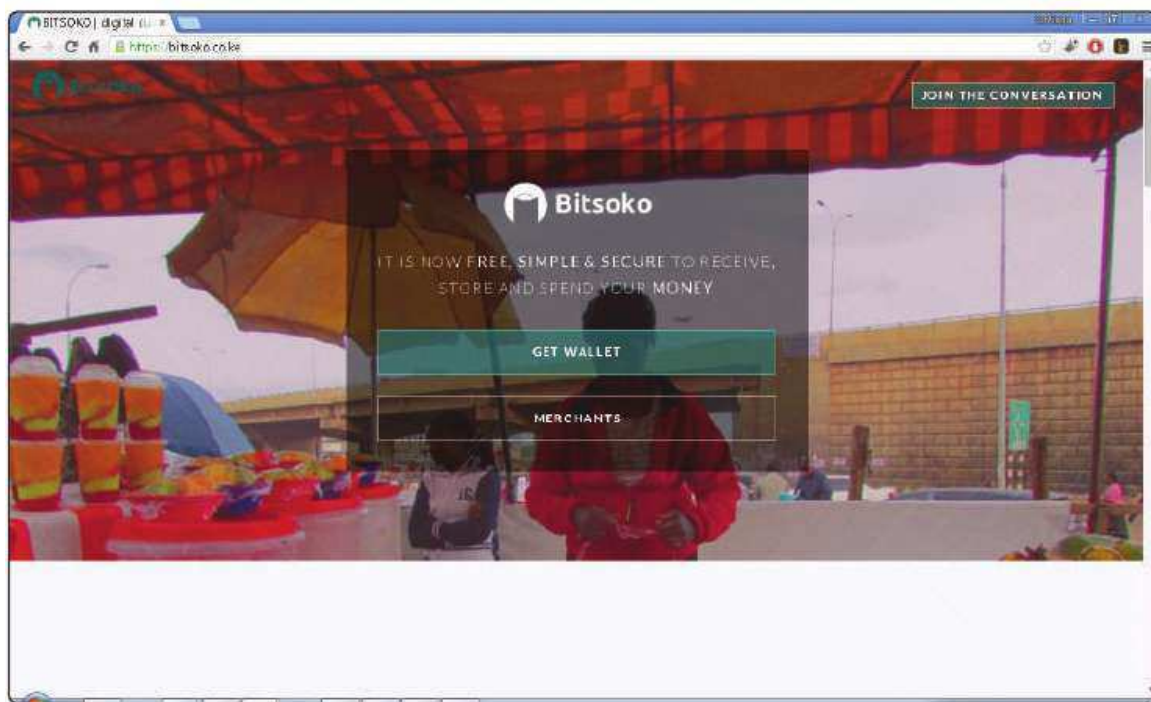 BITSOKO | digital
https://bitsoko.co.ke
Bitsoko
JOIN THE CONVERSATION
Bitsoko
IT IS NOW FREE, SIMPLE & SECURE TO RECEIVE,
STORE AND SPEND YOUR MONEY
GET WALLET
MERCHANTS